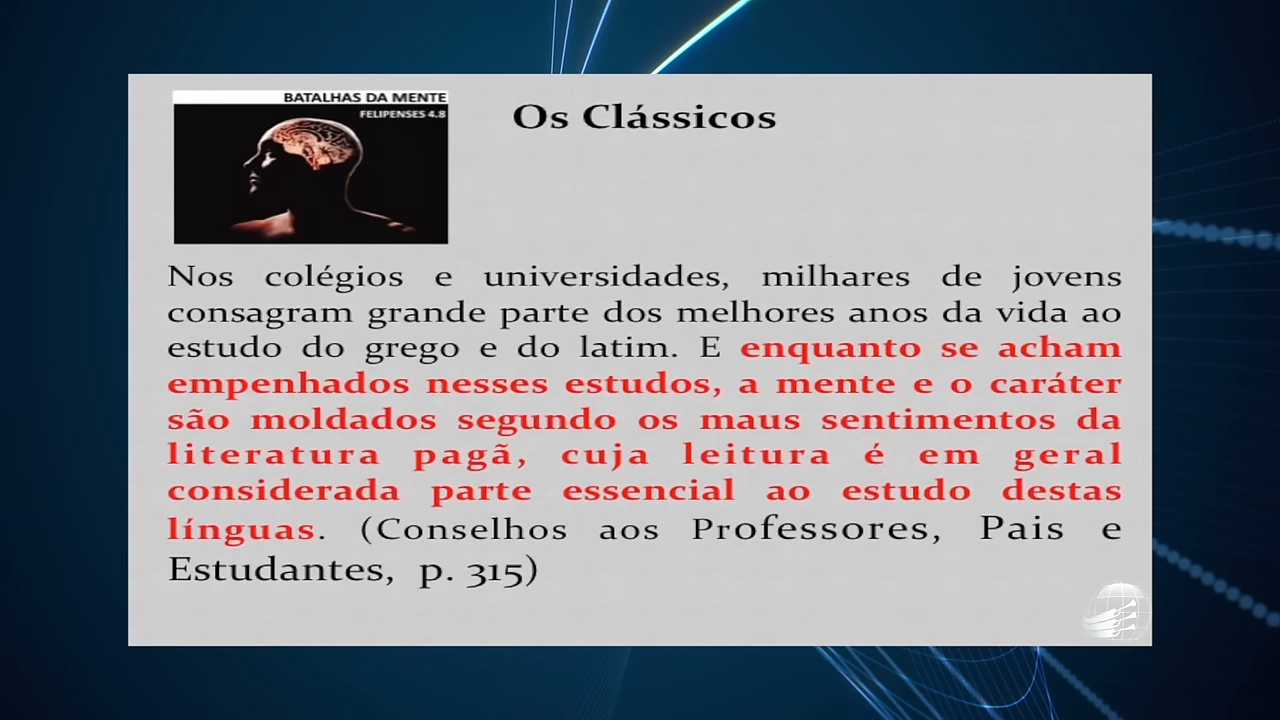 BATALHAS DA MENTE
FELIPENSES 4.8
Os Clássicos
Nos colégios e universidades, milhares de jovens
consagram grande parte dos melhores anos da vida ao
estudo do grego e do latim. E enquanto se acham
empenhados nesses estudos, a mente e o caráter
são moldados segundo os maus sentimentos da
literatura pagã, cuja leitura é em geral
considerada parte essencial ao estudo destas
línguas. (Conselhos aos Professores, Pais e
Estudantes, p. 315)